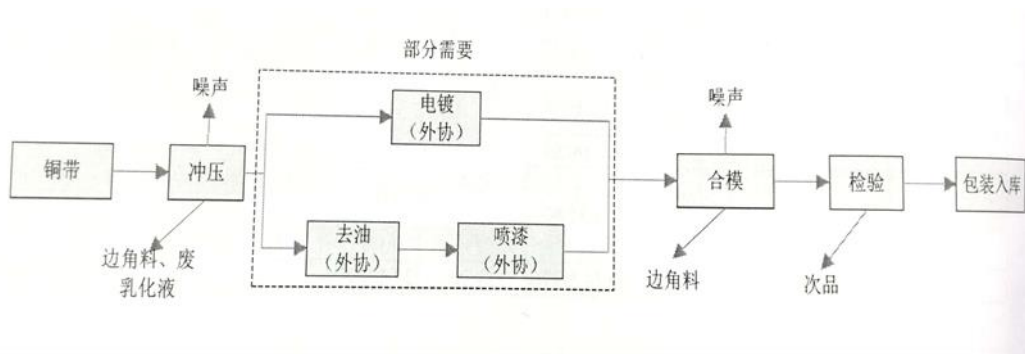 部分需要
噪声
噪声
电镀
（外协）
铜带
冲压
合模
检验
包装入库
去油
（外协）
喷漆
（外协）
边角料、废
乳化液
边角料
次品